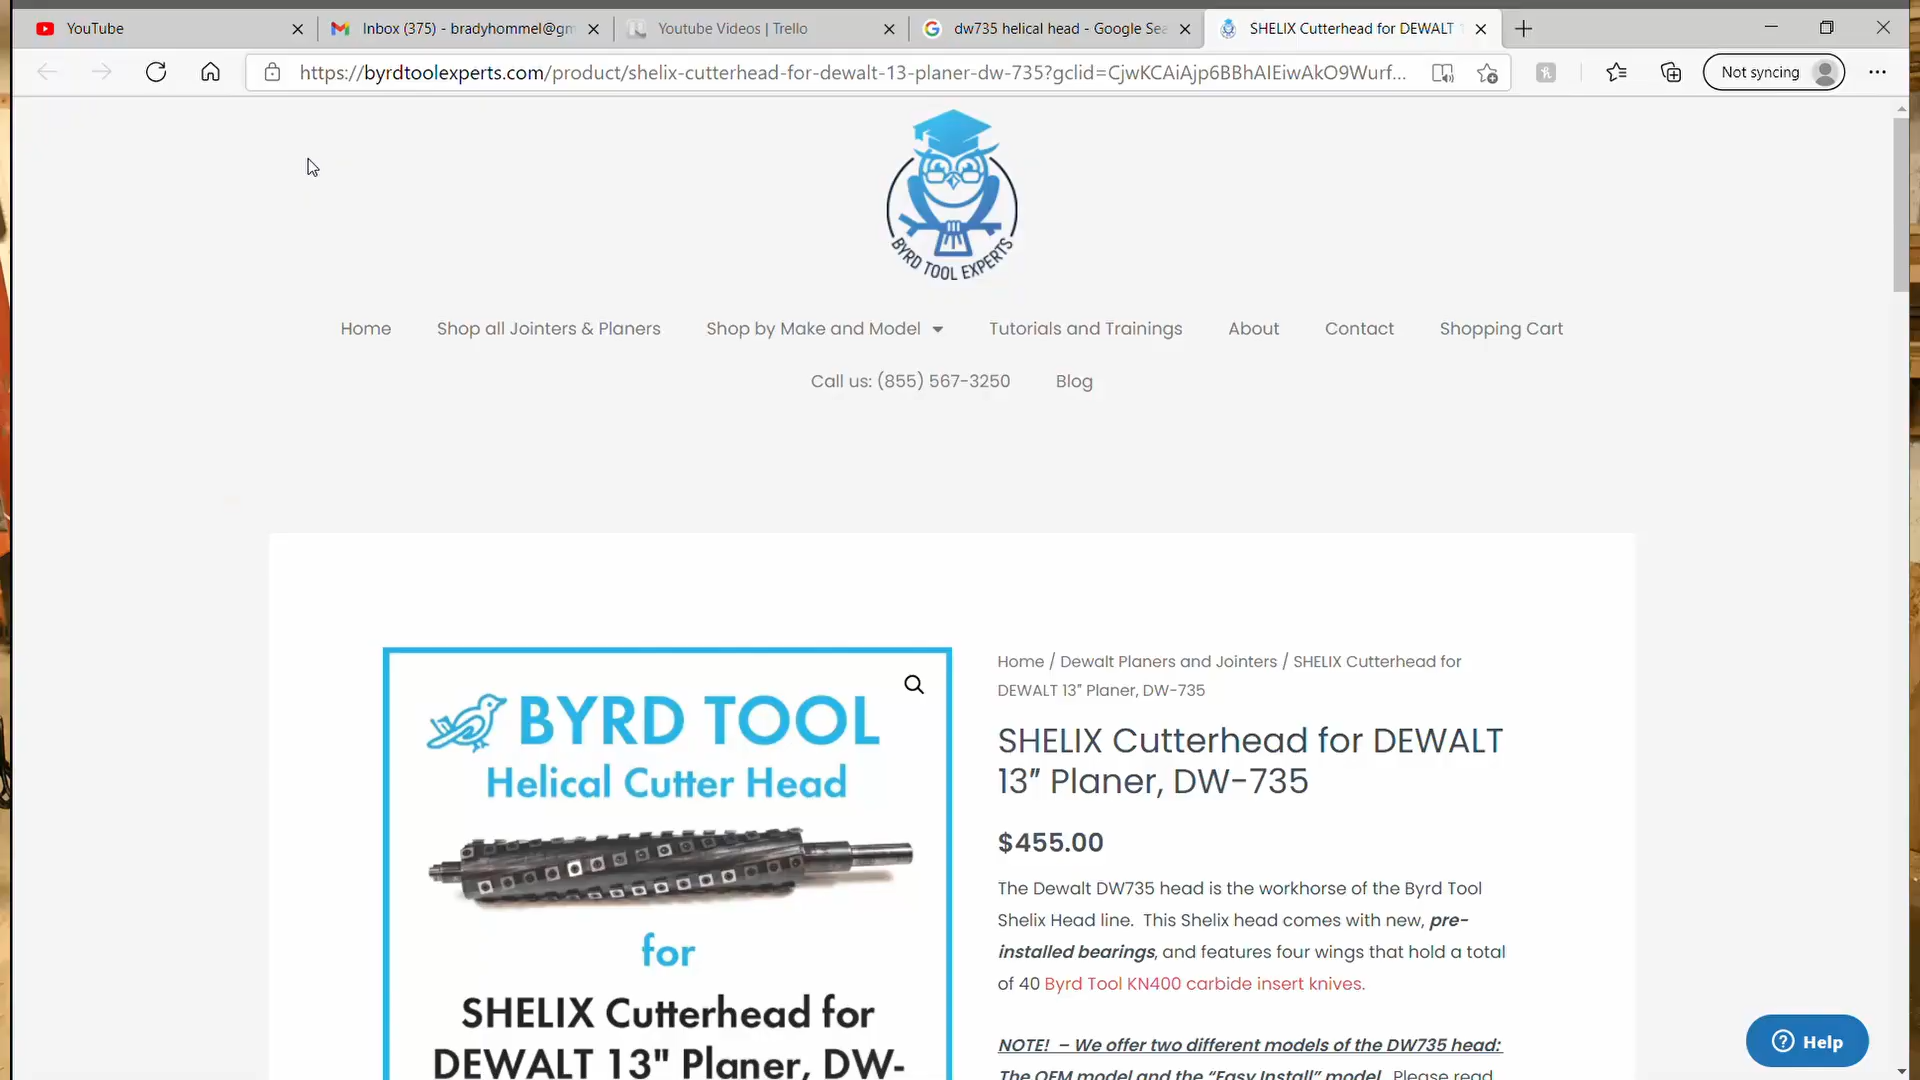 YouTube
Inbox (375) - bradyhommel@gm
Youtube Videos | Trello
dw735 helical head - Google Sea
SHELIX Cutterhead for DEWALT 1
https://byrdtoolexperts.com/product/shelix-cutterhead-for-dewalt-13-planer-dw-735?gclid=CjwKCAiAjp6BBhAIEiwAkO9Wurf...
Not syncing
BYRD TOOL EXPERTS
Home
Shop all Jointers & Planers
Shop by Make and Model
Tutorials and Trainings
About
Contact
Shopping Cart
Call us: (855) 567-3250
Blog
BYRD TOOL
Helical Cutter Head
for
SHELIX Cutterhead for
DEWALT 13" Planer, DW-
Home / Dewalt Planers and Jointers / SHELIX Cutterhead for
DEWALT 13″ Planer, DW-735
SHELIX Cutterhead for DEWALT
13″ Planer, DW-735
$455.00
The Dewalt DW735 head is the workhorse of the Byrd Tool
Shelix Head line.  This Shelix head comes with new, pre-
installed bearings, and features four wings that hold a total
of 40 Byrd Tool KN400 carbide insert knives.
NOTE!  – We offer two different models of the DW735 head:
The OEM model and the “Easy Install” model.  Please read
Help